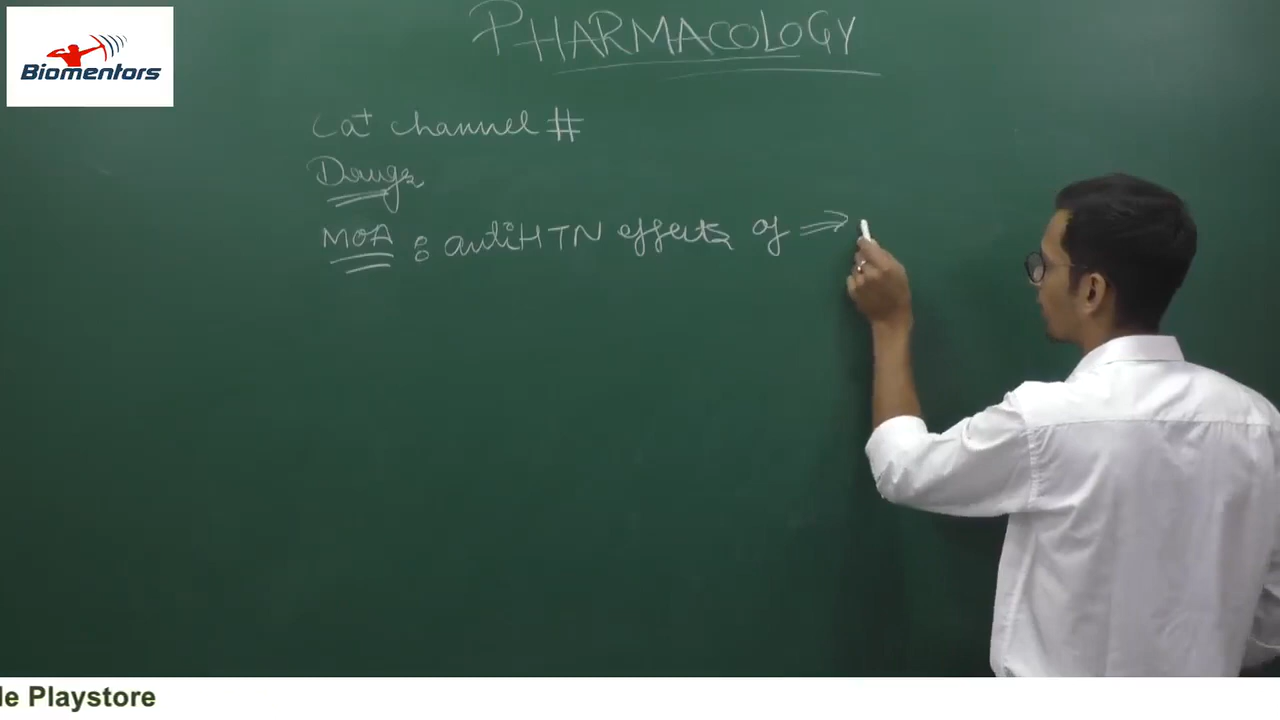 Biomentors
PHARMACOLOGY
Ca+ channel #
Drugs
MOA : antiHTN effects of ⇒
le Playstore